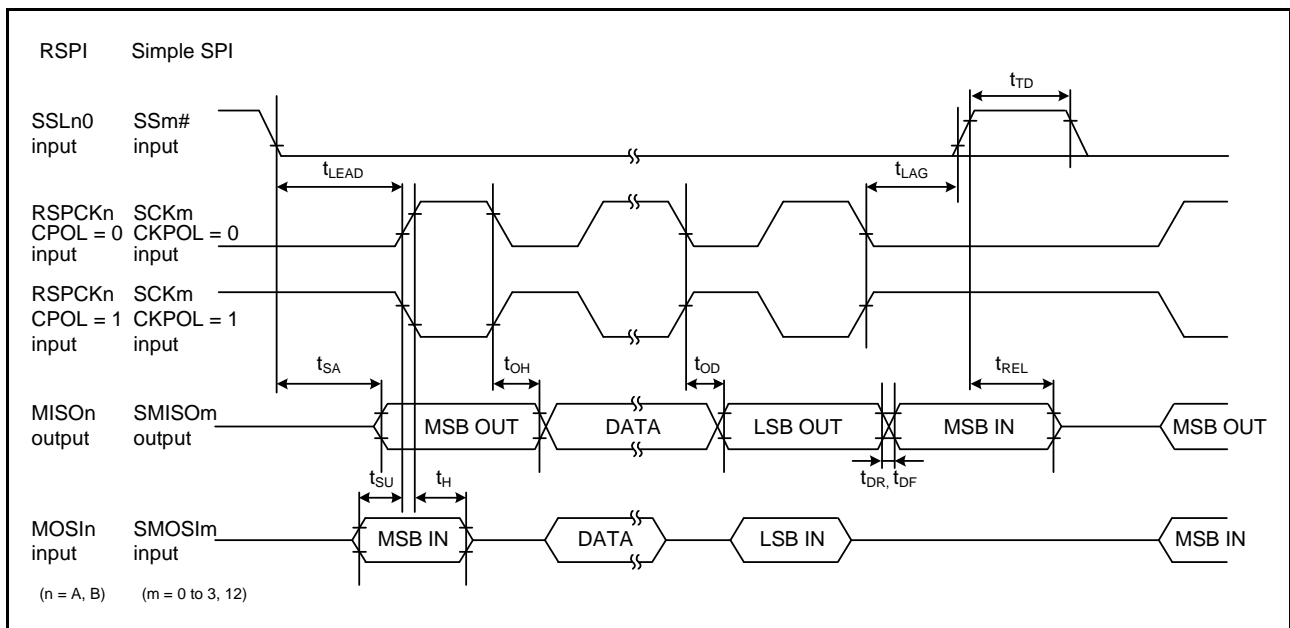 RSPI Simple SPI
tTD
SSLn0 SSm#
input input
tLEAD tLAG
RSPCKn SCKm
CPOL = 0 CKPOL = 0
input input
RSPCKn SCKm
CPOL = 1 CKPOL = 1
input input
tSA tOH tOD tREL
MISOn SMISOm
output output
MSB OUT DATA LSB OUT MSB IN MSB OUT
tSU tH tDR, tDF
MOSIn SMOSIm
input input
MSB IN DATA LSB IN MSB IN
(n = A, B) (m = 0 to 3, 12)